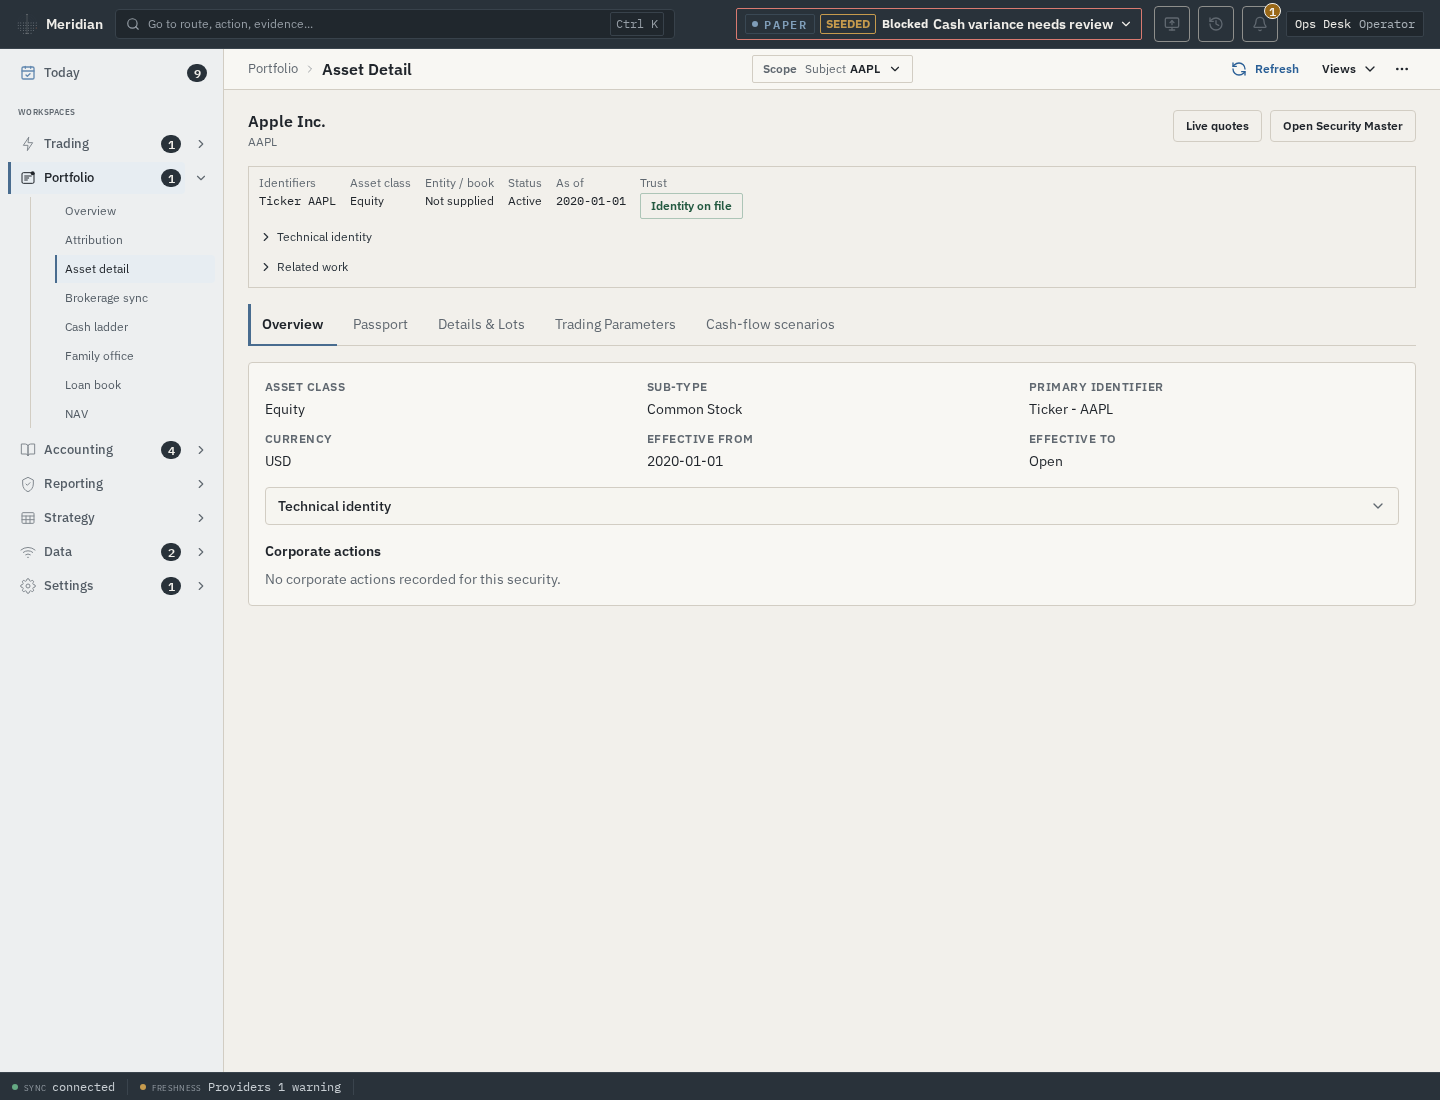 Meridian
Go to route, action, evidence...
Ctrl K
PAPER
SEEDED
Blocked Cash variance needs review
1
Ops Desk Operator
Today
9
WORKSPACES
Trading
1
Portfolio
1
Overview
Attribution
Asset detail
Brokerage sync
Cash ladder
Family office
Loan book
NAV
Accounting
4
Reporting
Strategy
Data
2
Settings
1
Portfolio
Asset Detail
Scope Subject AAPL
Refresh
Views
Apple Inc.
AAPL
Live quotes
Open Security Master
Identifiers Asset class Entity / book Status As of Trust
Ticker AAPL Equity Not supplied Active 2020-01-01 Identity on file
Technical identity
Related work
Overview Passport Details & Lots Trading Parameters Cash-flow scenarios
ASSET CLASS SUB-TYPE PRIMARY IDENTIFIER
Equity Common Stock Ticker - AAPL
CURRENCY EFFECTIVE FROM EFFECTIVE TO
USD 2020-01-01 Open
Technical identity
Corporate actions
No corporate actions recorded for this security.
SYNC connected FRESHNESS Providers 1 warning